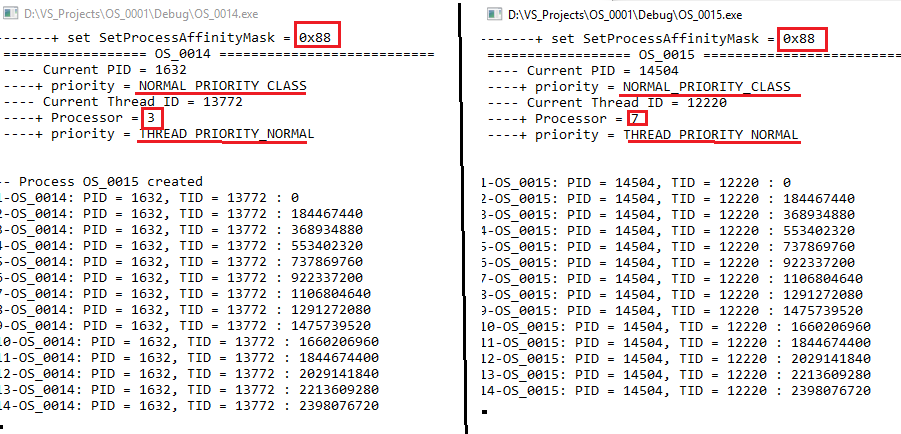 D:\VS_Projects\OS_0001\Debug\OS_0014.exe
-------+ set SetProcessAffinityMask = 0x88
================= OS_0014 =========================
---- Current PID = 1632
----+ priority = NORMAL_PRIORITY_CLASS
---- Current Thread ID = 13772
----+ Processor = 3
----+ priority = THREAD_PRIORITY_NORMAL
-- Process OS_0015 created
1-OS_0014: PID = 1632, TID = 13772 : 0
2-OS_0014: PID = 1632, TID = 13772 : 184467440
3-OS_0014: PID = 1632, TID = 13772 : 368934880
4-OS_0014: PID = 1632, TID = 13772 : 553402320
5-OS_0014: PID = 1632, TID = 13772 : 737869760
6-OS_0014: PID = 1632, TID = 13772 : 922337200
7-OS_0014: PID = 1632, TID = 13772 : 1106804640
8-OS_0014: PID = 1632, TID = 13772 : 1291272080
9-OS_0014: PID = 1632, TID = 13772 : 1475739520
10-OS_0014: PID = 1632, TID = 13772 : 1660206960
11-OS_0014: PID = 1632, TID = 13772 : 1844674400
12-OS_0014: PID = 1632, TID = 13772 : 2029141840
13-OS_0014: PID = 1632, TID = 13772 : 2213609280
14-OS_0014: PID = 1632, TID = 13772 : 2398076720
D:\VS_Projects\OS_0001\Debug\OS_0015.exe
-------+ set SetProcessAffinityMask = 0x88
================= OS_0015 =========================
---- Current PID = 14504
----+ priority = NORMAL_PRIORITY_CLASS
---- Current Thread ID = 12220
----+ Processor = 7
----+ priority = THREAD_PRIORITY_NORMAL
1-OS_0015: PID = 14504, TID = 12220 : 0
2-OS_0015: PID = 14504, TID = 12220 : 184467440
3-OS_0015: PID = 14504, TID = 12220 : 368934880
4-OS_0015: PID = 14504, TID = 12220 : 553402320
5-OS_0015: PID = 14504, TID = 12220 : 737869760
6-OS_0015: PID = 14504, TID = 12220 : 922337200
7-OS_0015: PID = 14504, TID = 12220 : 1106804640
8-OS_0015: PID = 14504, TID = 12220 : 1291272080
9-OS_0015: PID = 14504, TID = 12220 : 1475739520
10-OS_0015: PID = 14504, TID = 12220 : 1660206960
11-OS_0015: PID = 14504, TID = 12220 : 1844674400
12-OS_0015: PID = 14504, TID = 12220 : 2029141840
13-OS_0015: PID = 14504, TID = 12220 : 2213609280
14-OS_0015: PID = 14504, TID = 12220 : 2398076720